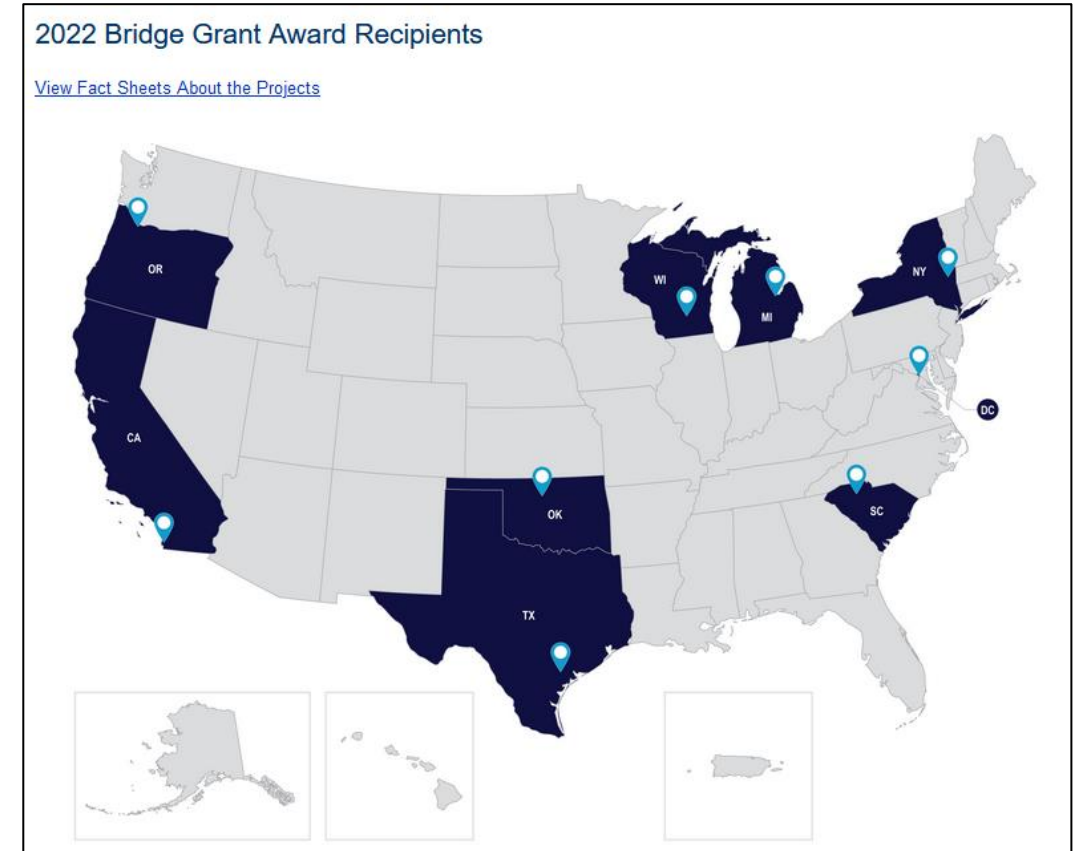 2022 Bridge Grant Award Recipients
View Fact Sheets About the Projects
OR
WI
NY
MI
DC
CA
OK
SC
TX